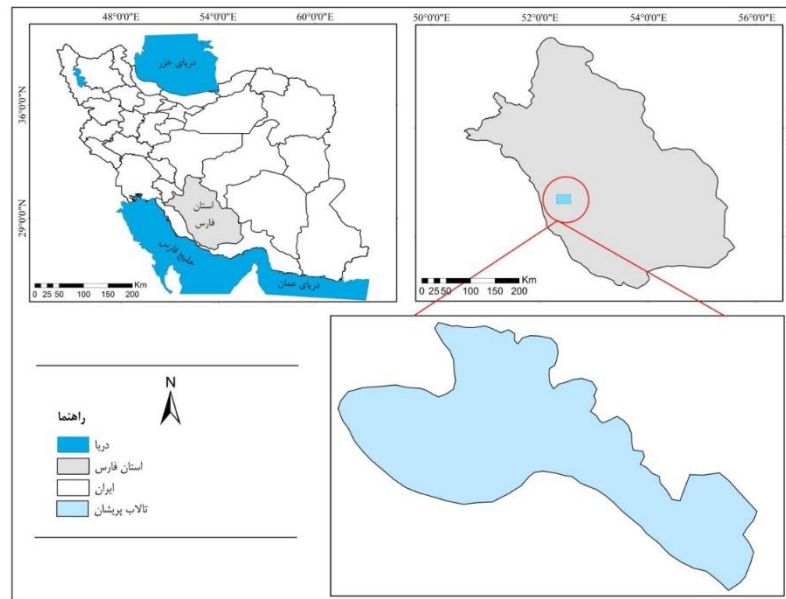 48°0'0"E 54°0'0"E 60°0'0"E
36°0'0"N
29°0'0"N
دریای خزر
استان
فارس
خلیج فارس
دریای عمان
0 25 50 100 150 200 Km
50°0'0"E 52°0'0"E 54°0'0"E 56°0'0"E
0 25 50 100 150 200 Km
N
راهنما
دریا
استان فارس
ایران
تالاب پریشان